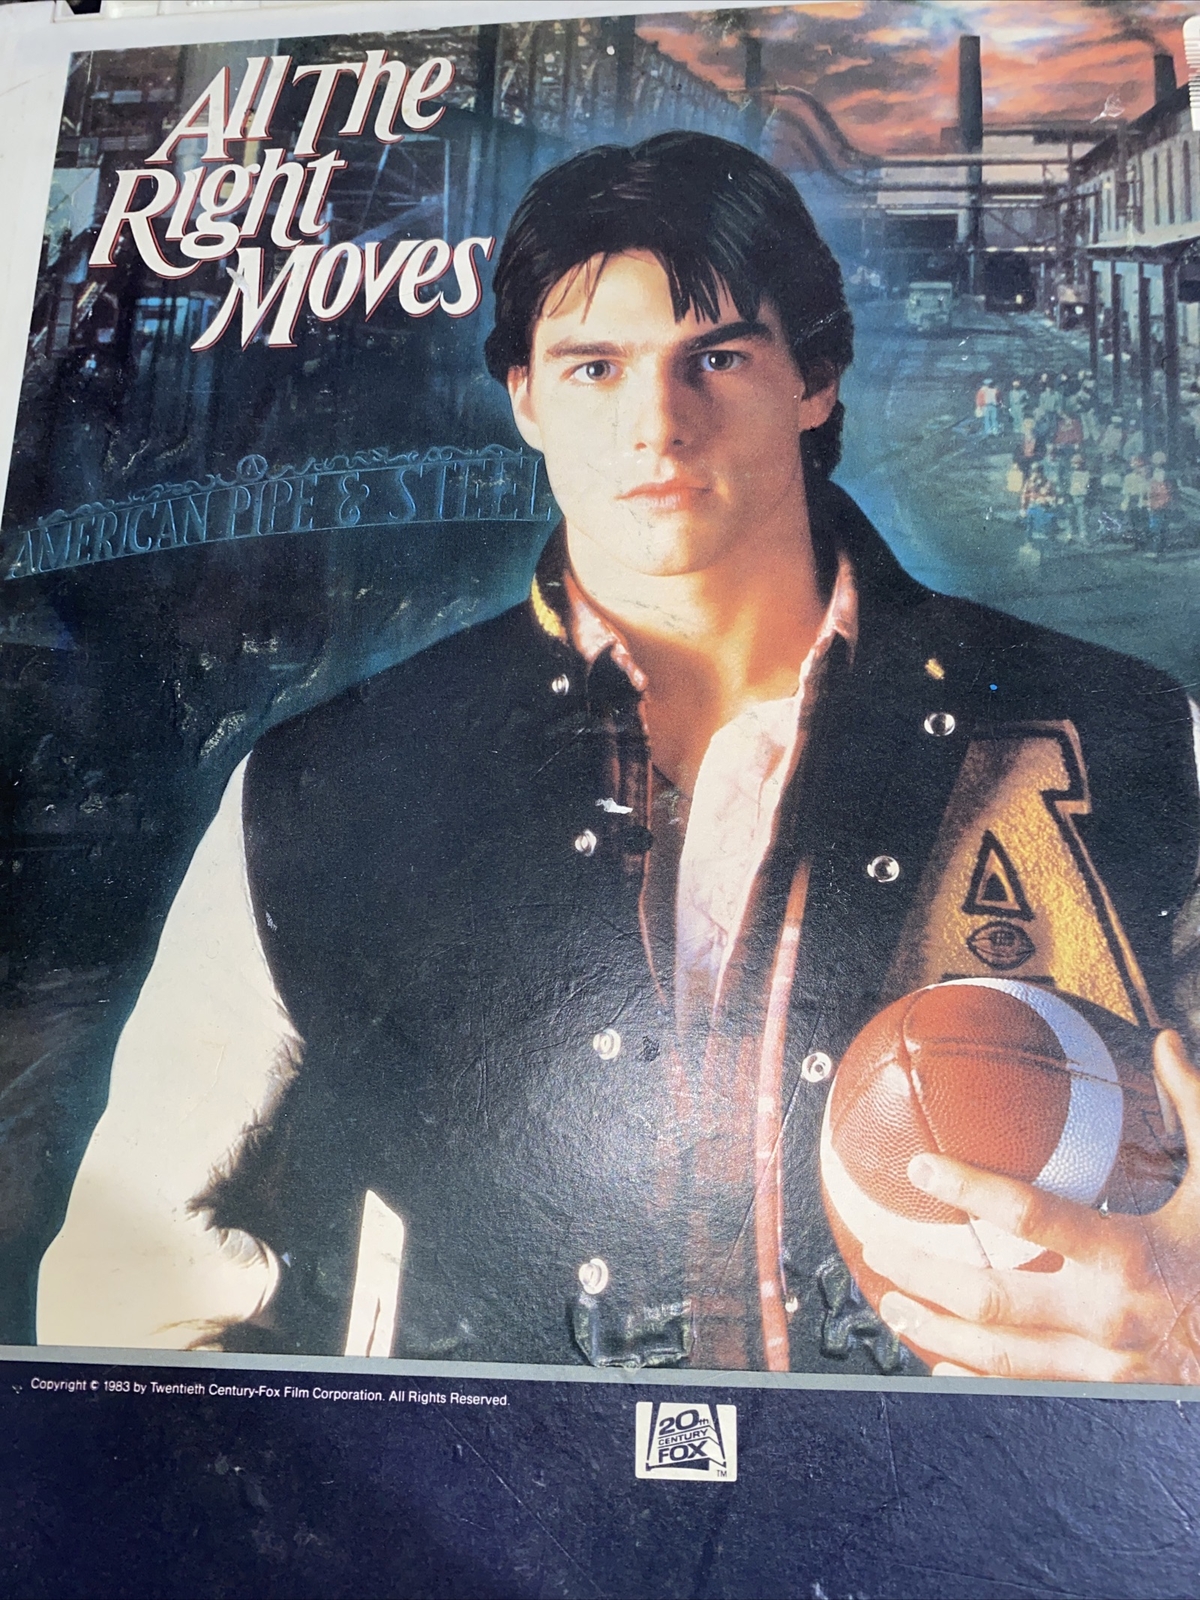 All The
Right
Moves
AMERICAN PIPE & STEEL
A
Copyright © 1983 by Twentieth Century-Fox Film Corporation. All Rights Reserved.
20th
CENTURY
FOX
TM